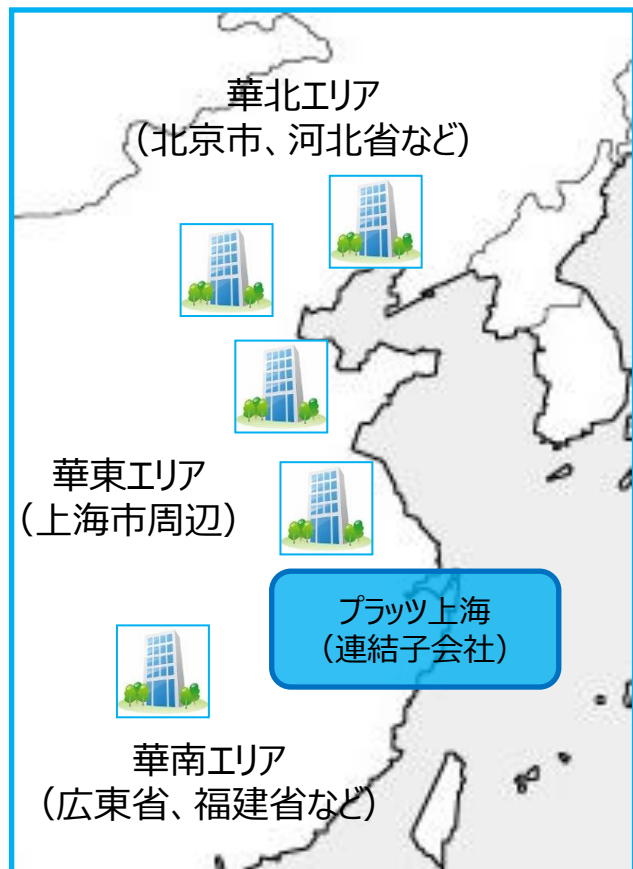 華北エリア
（北京市、河北省など）
華東エリア
（上海市周辺）
プラッツ上海
（連結子会社）
華南エリア
（広東省、福建省など）